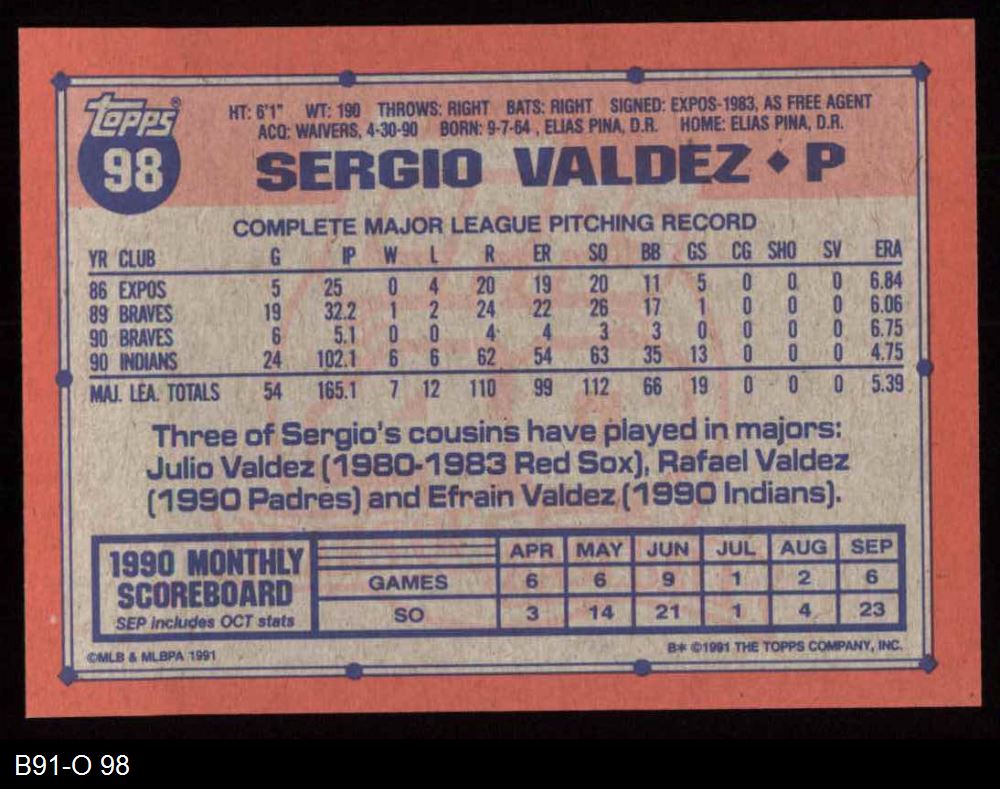 Topps®
98
HT: 6'1" WT: 190 THROWS: RIGHT BATS: RIGHT SIGNED: EXPOS-1983, AS FREE AGENT
ACQ: WAIVERS, 4-30-90 BORN: 9-7-64 , ELIAS PINA, D.R. HOME: ELIAS PINA, D.R.
SERGIO VALDEZ ♦ P
COMPLETE MAJOR LEAGUE PITCHING RECORD
YR CLUB G IP W L R ER SO BB GS CG SHO SV ERA
86 EXPOS 5 25 0 4 20 19 20 11 5 0 0 0 6.84
89 BRAVES 19 32.2 1 2 24 22 26 17 1 0 0 0 6.06
90 BRAVES 6 5.1 0 0 4 4 3 3 0 0 0 0 6.75
90 INDIANS 24 102.1 6 6 62 54 63 35 13 0 0 0 4.75
MAJ. LEA. TOTALS 54 165.1 7 12 110 99 112 66 19 0 0 0 5.39
Three of Sergio's cousins have played in majors:
Julio Valdez (1980-1983 Red Sox), Rafael Valdez
(1990 Padres) and Efrain Valdez (1990 Indians).
1990 MONTHLY
SCOREBOARD
SEP includes OCT stats
APR MAY JUN JUL AUG SEP
GAMES 6 6 9 1 2 6
SO 3 14 21 1 4 23
©MLB & MLBPA 1991
B* ©1991 THE TOPPS COMPANY, INC.
B91-O 98